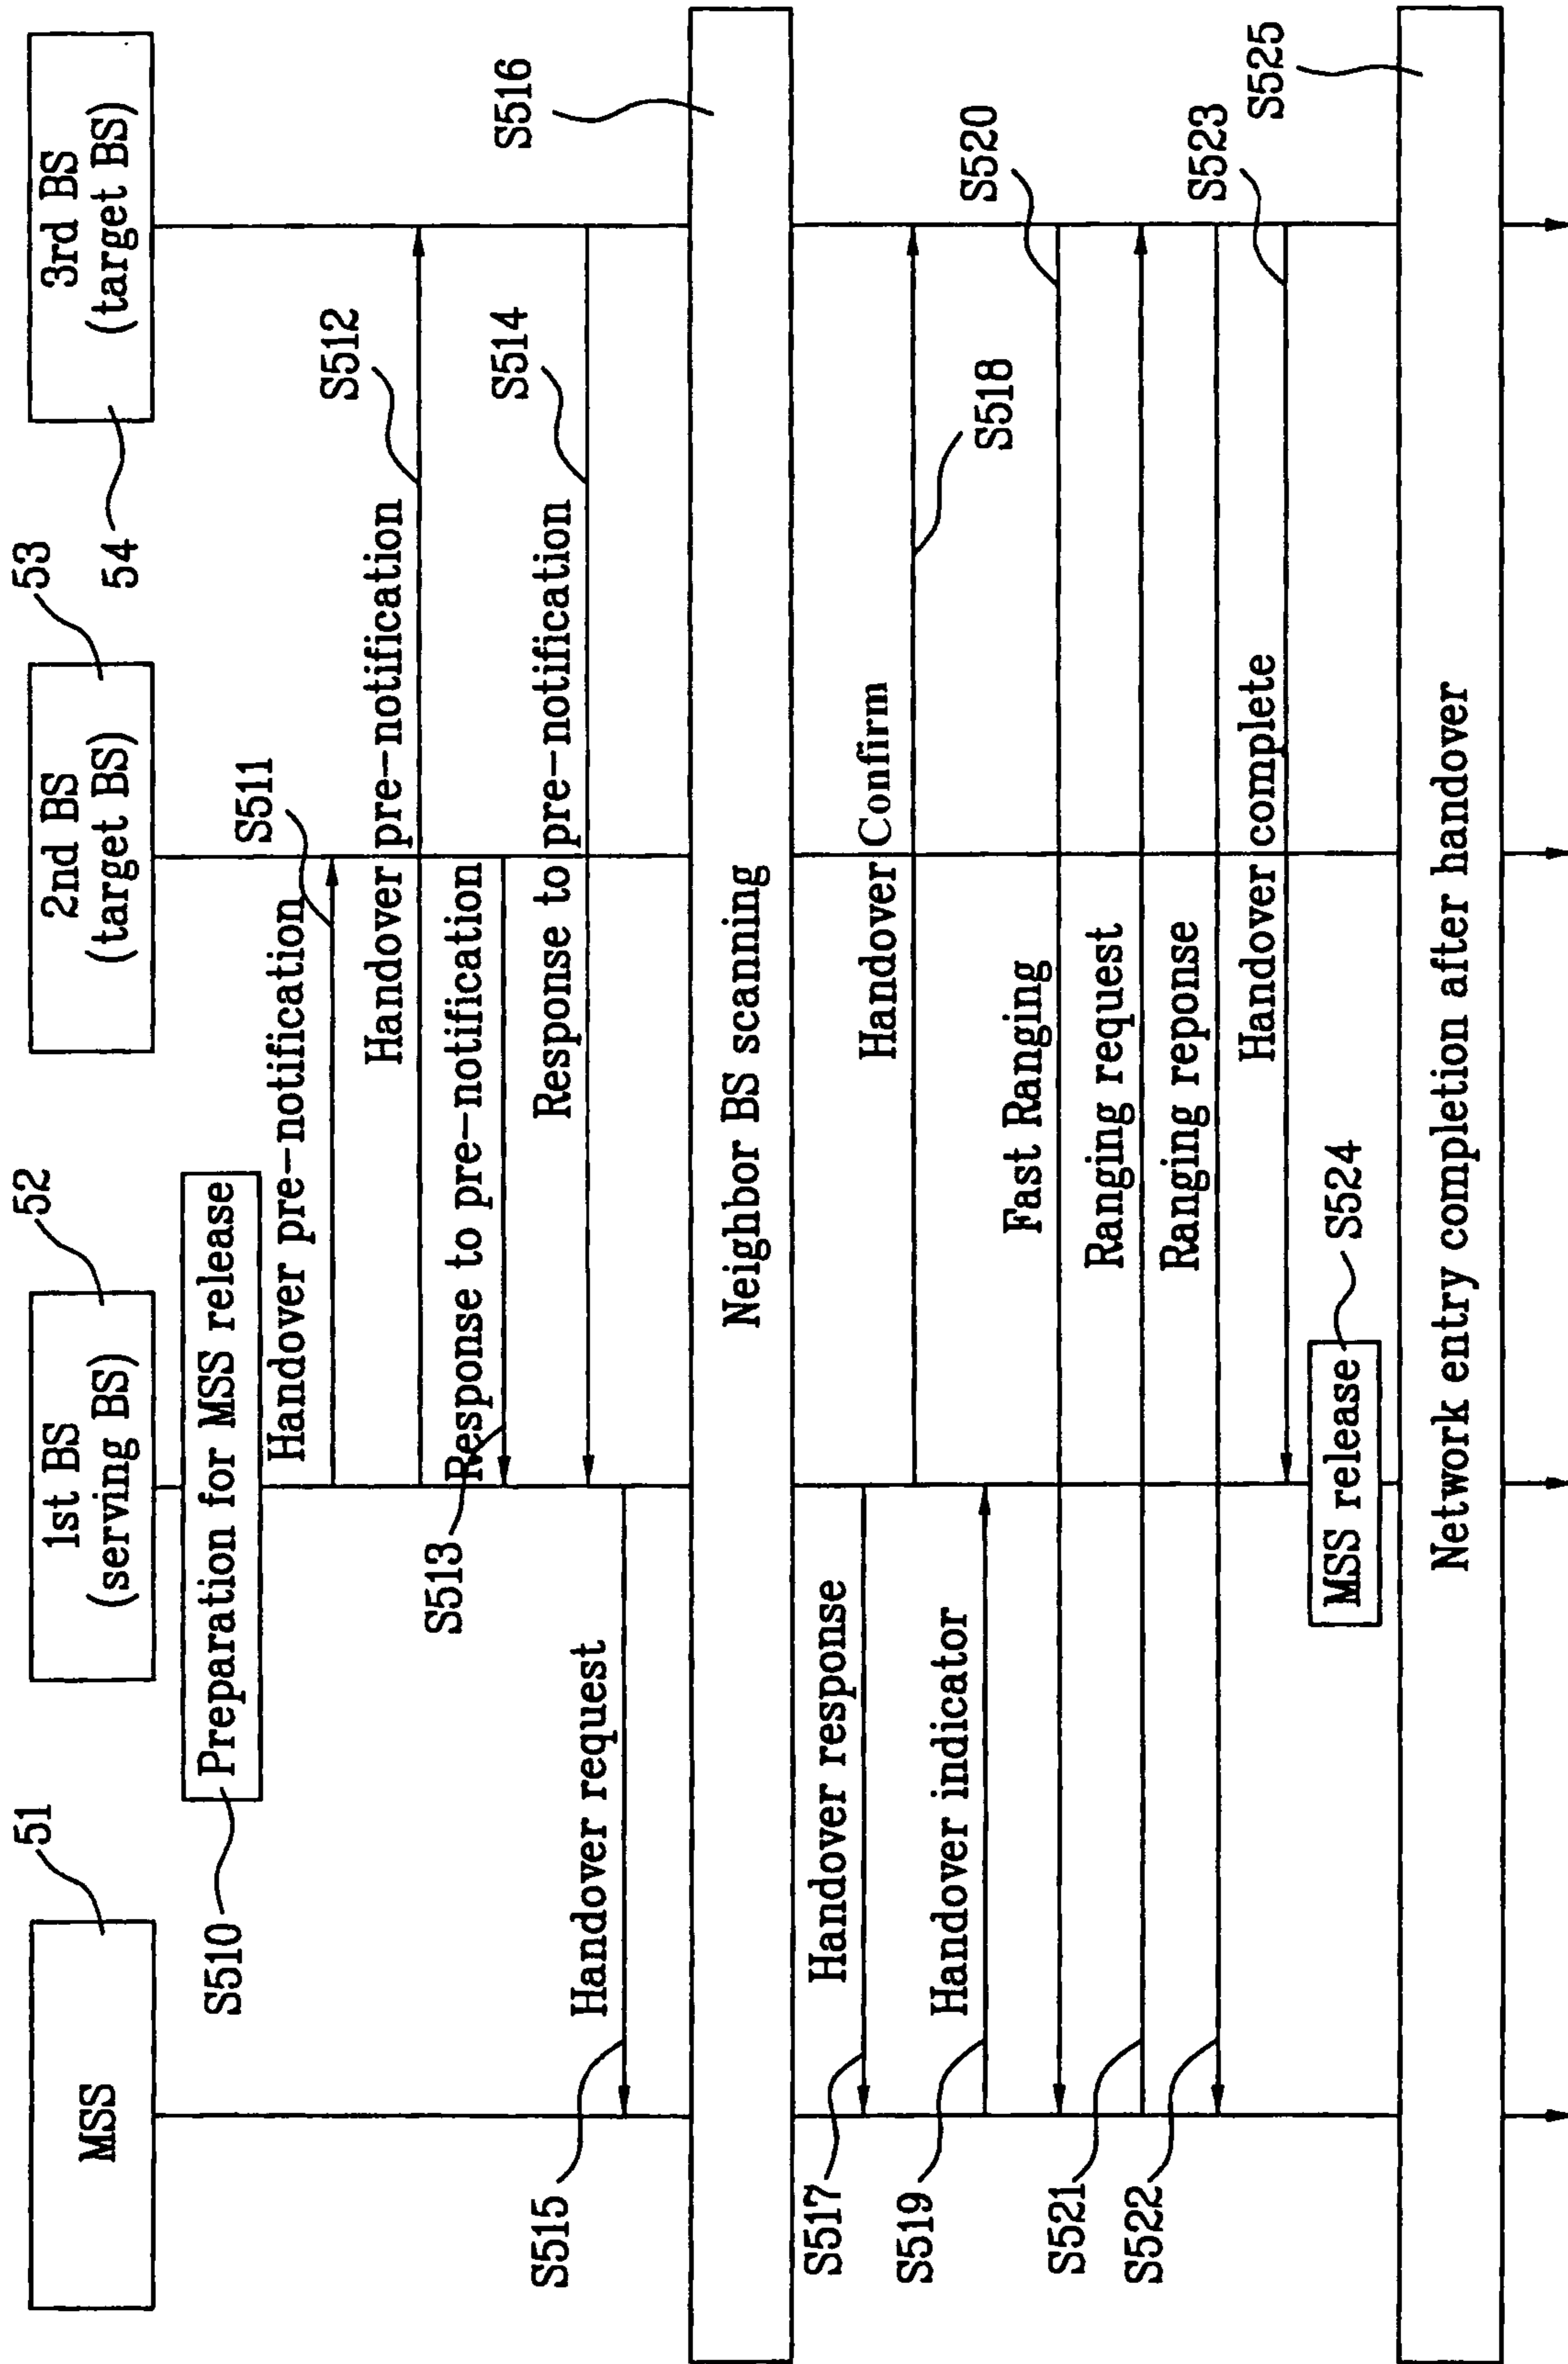 51
MSS
52
1st BS
(serving BS)
53
2nd BS
(target BS)
54
3rd BS
(target BS)
S510
Preparation for MSS release
Handover pre-notification
S511
Handover pre-notification
S512
Response to pre-notification
S513
Response to pre-notification
S514
Handover request
S515
Neighbor BS scanning
S516
Handover response
S517
Handover Confirm
S518
Handover indicator
S519
Fast Ranging
S520
Ranging request
S521
Ranging reponse
S522
Handover complete
S523
MSS release
S524
Network entry completion after handover
S525